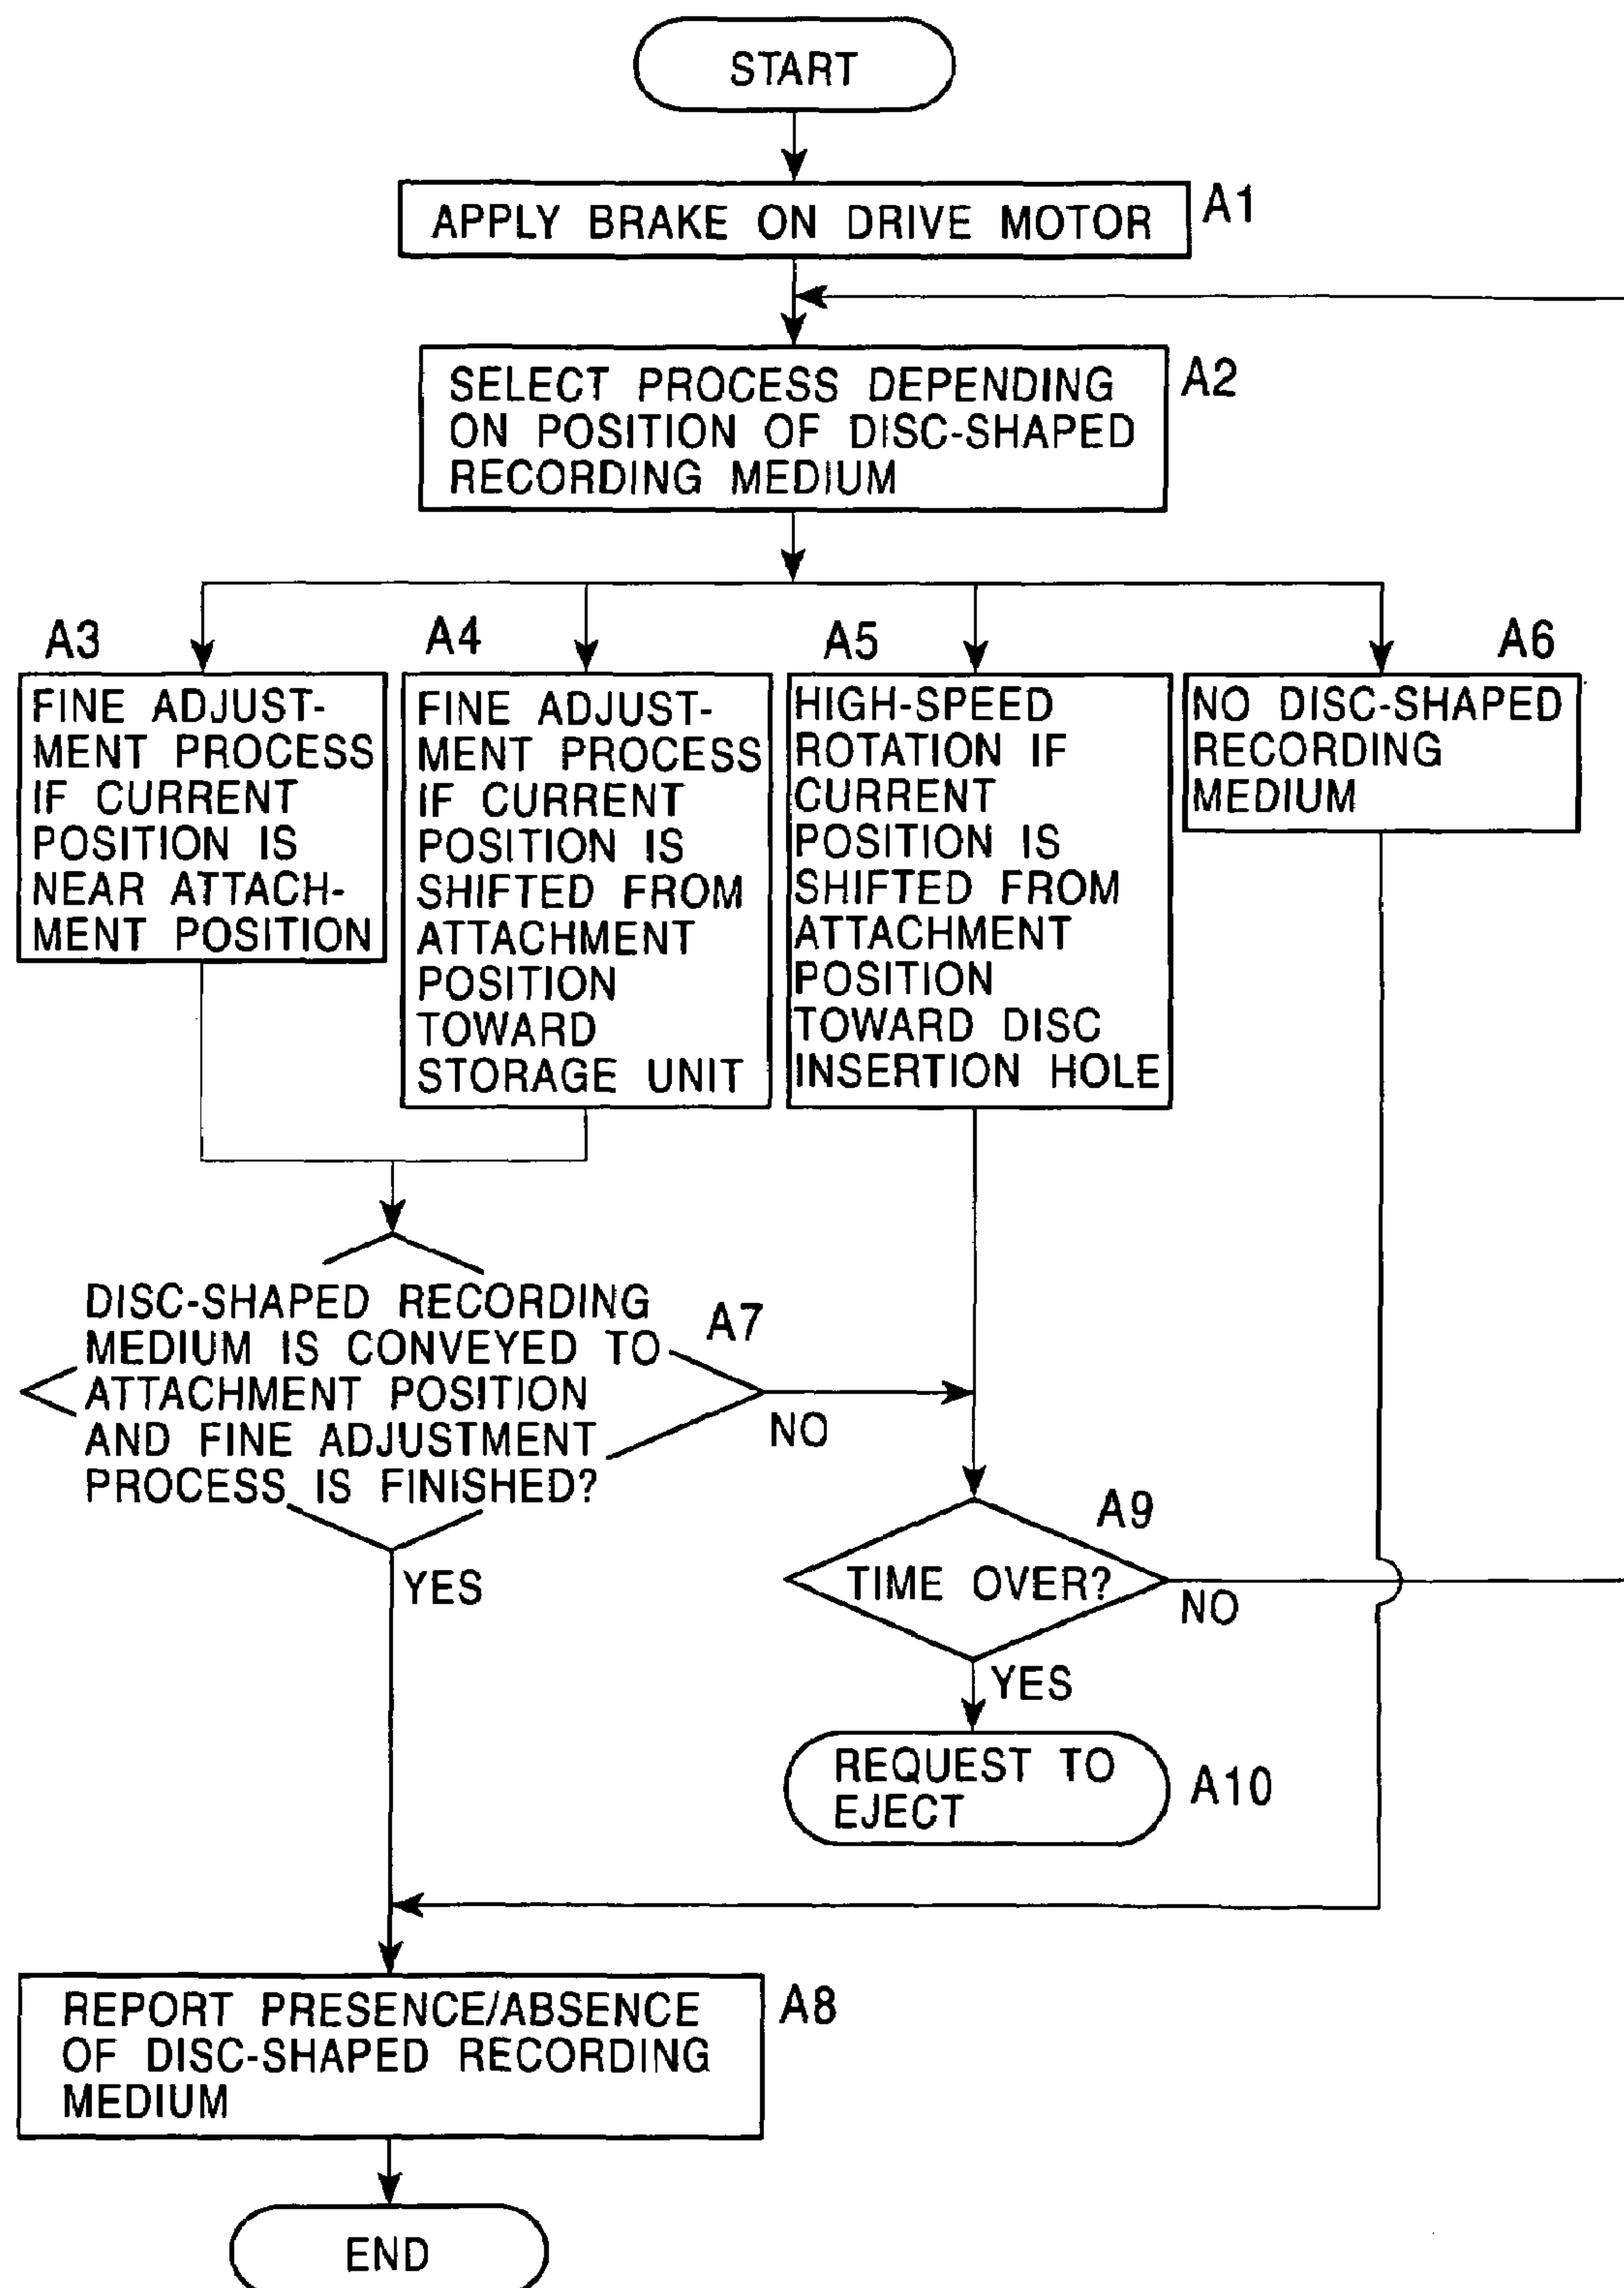 START
APPLY BRAKE ON DRIVE MOTOR
A1
SELECT PROCESS DEPENDING
ON POSITION OF DISC-SHAPED
RECORDING MEDIUM
A2
A3
FINE ADJUST-
MENT PROCESS
IF CURRENT
POSITION IS
NEAR ATTACH-
MENT POSITION
A4
FINE ADJUST-
MENT PROCESS
IF CURRENT
POSITION IS
SHIFTED FROM
ATTACHMENT
POSITION
TOWARD
STORAGE UNIT
A5
HIGH-SPEED
ROTATION IF
CURRENT
POSITION IS
SHIFTED FROM
ATTACHMENT
POSITION
TOWARD DISC
INSERTION HOLE
A6
NO DISC-SHAPED
RECORDING
MEDIUM
DISC-SHAPED RECORDING
MEDIUM IS CONVEYED TO
ATTACHMENT POSITION
AND FINE ADJUSTMENT
PROCESS IS FINISHED?
A7
NO
YES
A9
TIME OVER?
NO
YES
REQUEST TO
EJECT
A10
REPORT PRESENCE/ABSENCE
OF DISC-SHAPED RECORDING
MEDIUM
A8
END